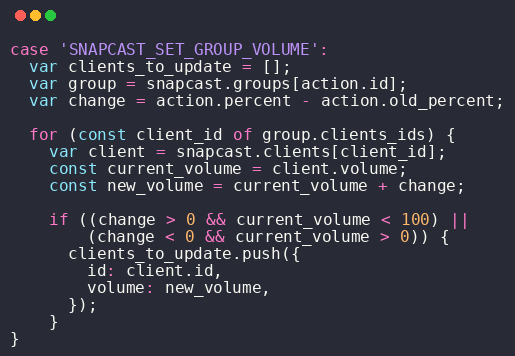 case 'SNAPCAST_SET_GROUP_VOLUME':
  var clients_to_update = [];
  var group = snapcast.groups[action.id];
  var change = action.percent - action.old_percent;

  for (const client_id of group.clients_ids) {
    var client = snapcast.clients[client_id];
    const current_volume = client.volume;
    const new_volume = current_volume + change;

    if ((change > 0 && current_volume < 100) ||
        (change < 0 && current_volume > 0)) {
      clients_to_update.push({
        id: client.id,
        volume: new_volume,
      });
    }
}